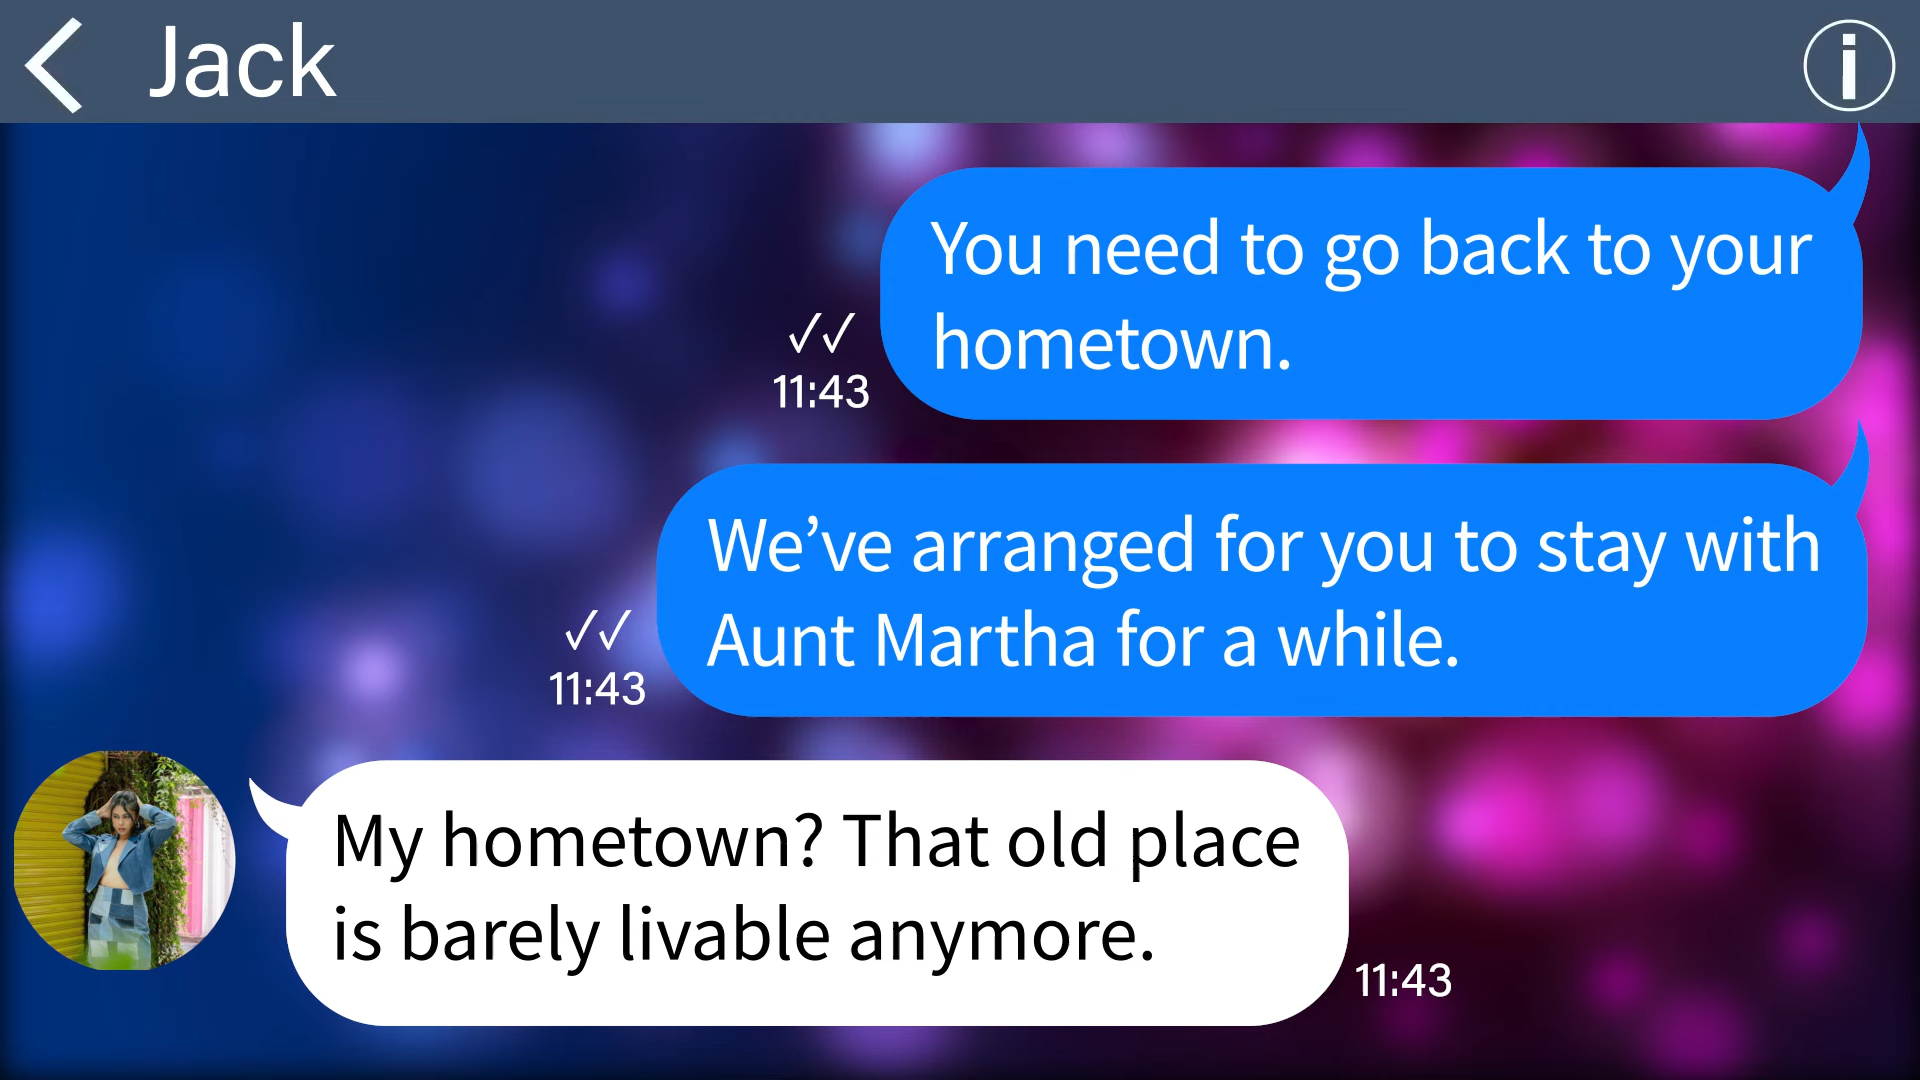 Jack
You need to go back to your
hometown.
✓✓
11:43
We’ve arranged for you to stay with
Aunt Martha for a while.
✓✓
11:43
My hometown? That old place
is barely livable anymore.
11:43